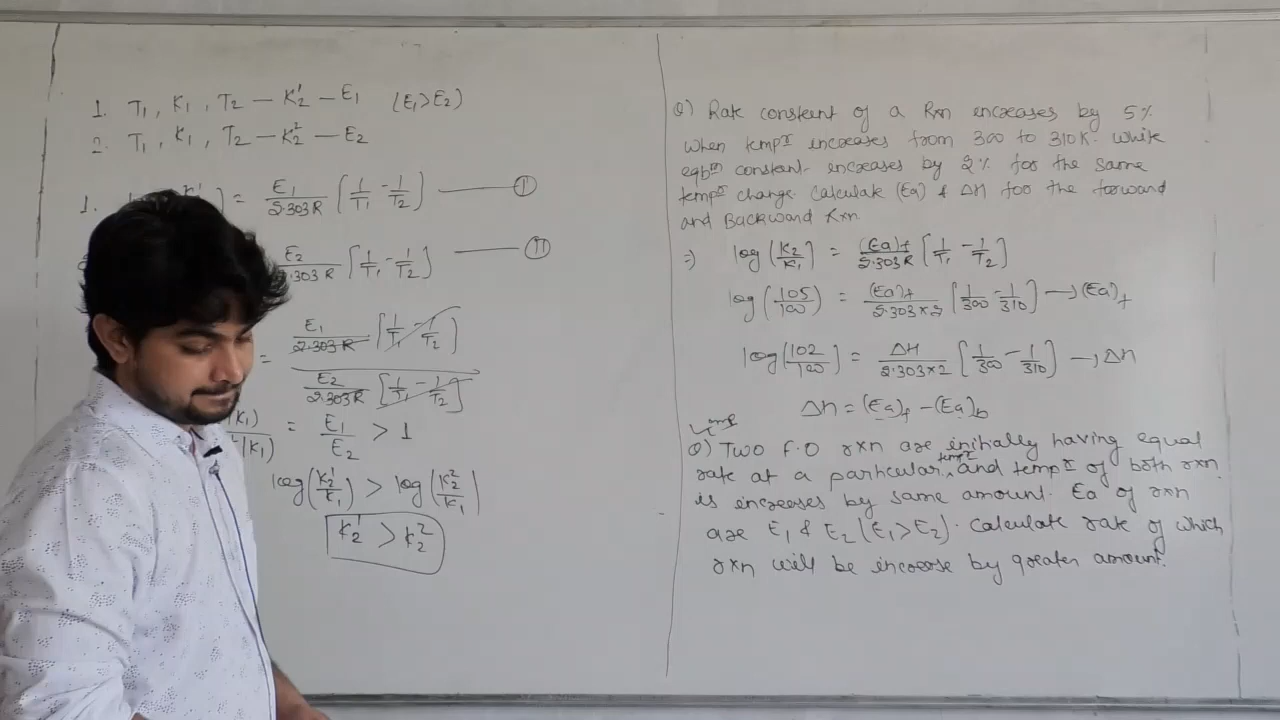 1. T₁, K₁, T₂ – K₂¹ – E₁ (E₁>E₂)
2. T₁, K₁, T₂ – K₂² – E₂
1. = E₁/2.303R [1/T₁ - 1/T₂] —— Ⓘ
E₂/2.303R [1/T₁ - 1/T₂] —— Ⓘ︎Ⓘ
= E₁/2.303R [1/T₁ - 1/T₂] / E₂/2.303R [1/T₁ - 1/T₂]
= E₁/E₂ > 1
log(K₂¹/K₁) > log(K₂²/K₁)
K₂¹ > K₂²
Q) Rate constent of a Rxn increases by 5%
when tempʳ increases from 300 to 310K. while
eqbᵐ constant increases by 2% for the same
tempʳ change. Calculate (Ea) & ΔH for the forward
and Backward Rxn.
⇒ log(K₂/K₁) = (Ea)f/2.303R [1/T₁ - 1/T₂]
log(105/100) = (Ea)f/2.303×2 [1/300 - 1/310] → (Ea)f
log(102/100) = ΔH/2.303×2 [1/300 - 1/310] → ΔH
ΔH = (Ea)f - (Ea)b
imp
Q) Two F.O rxn are initially having equal
rate at a particular tempʳ and tempʳ of both rxn
is increases by same amount. Ea of rxn
are E₁ & E₂ (E₁>E₂). Calculate rate of which
rxn will be increase by greater amount.